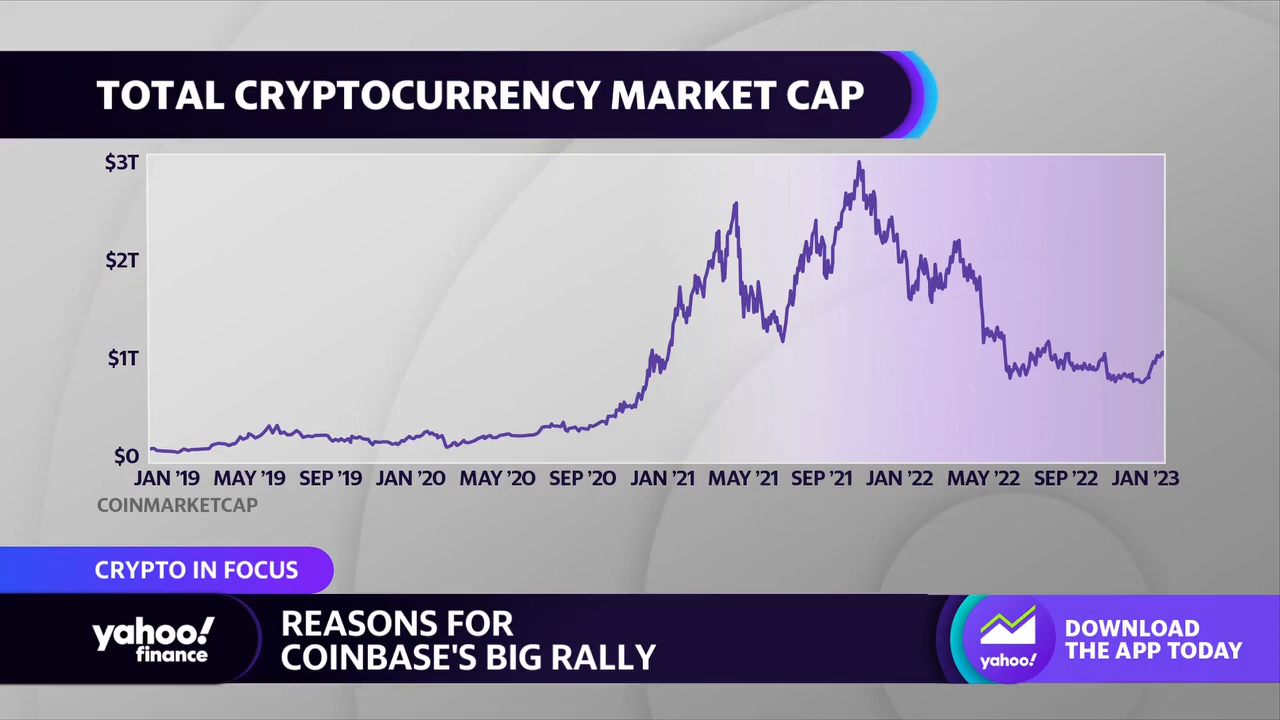 TOTAL CRYPTOCURRENCY MARKET CAP
$3T
$2T
$1T
$0
JAN ’19 MAY ’19 SEP ’19 JAN ’20 MAY ’20 SEP ’20 JAN ’21 MAY ’21 SEP ’21 JAN ’22 MAY ’22 SEP ’22 JAN ’23
COINMARKETCAP
CRYPTO IN FOCUS
yahoo!
finance
REASONS FOR
COINBASE'S BIG RALLY
yahoo!
DOWNLOAD
THE APP TODAY